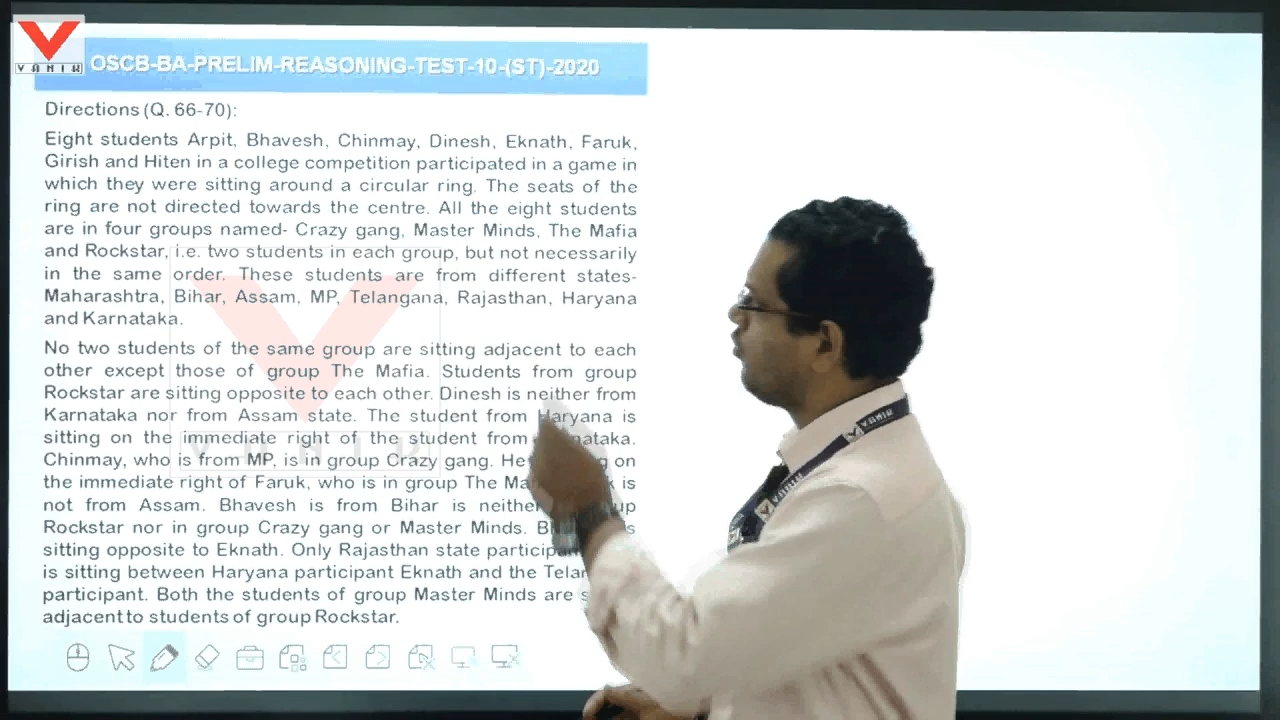 VANIK
OSCB-BA-PRELIM-REASONING-TEST-10-(ST)-2020
Directions (Q. 66-70):
Eight students Arpit, Bhavesh, Chinmay, Dinesh, Eknath, Faruk,
Girish and Hiten in a college competition participated in a game in
which they were sitting around a circular ring. The seats of the
ring are not directed towards the centre. All the eight students
are in four groups named- Crazy gang, Master Minds, The Mafia
and Rockstar, i.e. two students in each group, but not necessarily
in the same order. These students are from different states-
Maharashtra, Bihar, Assam, MP, Telangana, Rajasthan, Haryana
and Karnataka.
No two students of the same group are sitting adjacent to each
other except those of group The Mafia. Students from group
Rockstar are sitting opposite to each other. Dinesh is neither from
Karnataka nor from Assam state. The student from Haryana is
sitting on the immediate right of the student from
Chinmay, who is from MP, is in group Crazy gang. He on
the immediate right of Faruk, who is in group The is
not from Assam. Bhavesh is from Bihar is neither
Rockstar nor in group Crazy gang or Master Minds.
sitting opposite to Eknath. Only Rajasthan state
is sitting between Haryana participant Eknath and the
participant. Both the students of group Master Minds are
adjacent to students of group Rockstar.
VANIK
VANIK